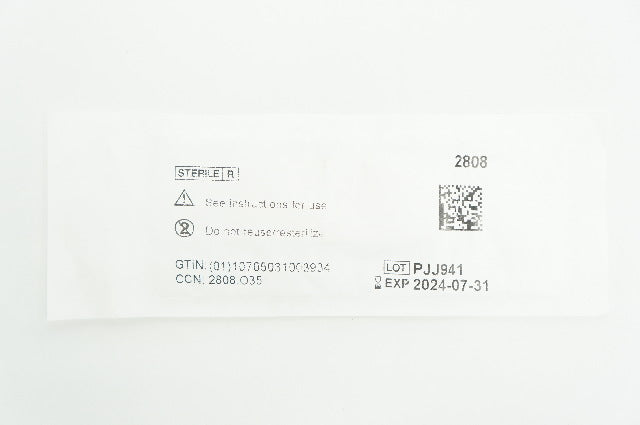 2808
STERILE R
See instructions for use
Do not reuse/resterilize
GTIN: (01)10705031003934
CCN: 2808.O35
LOT PJJ941
EXP 2024-07-31